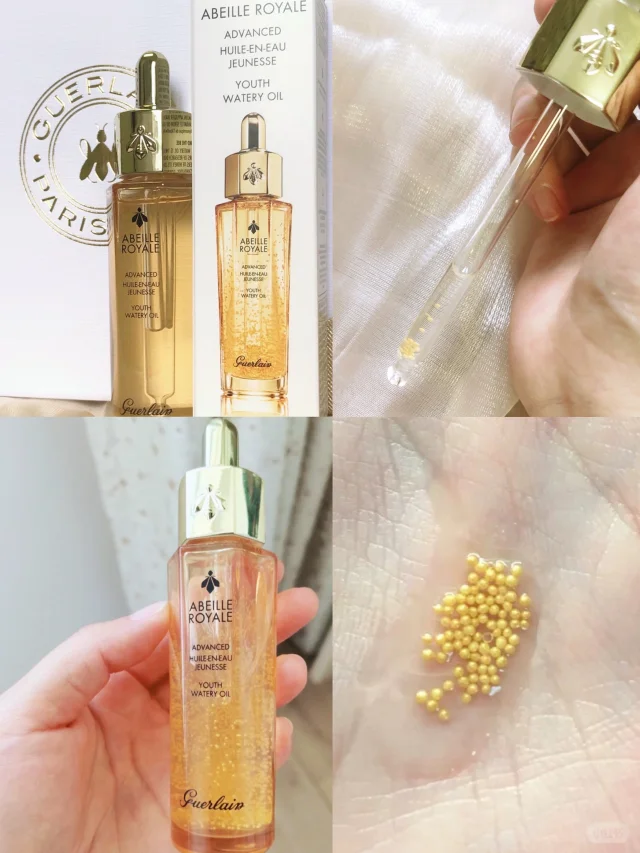 GUERLAIN
PARIS
ABEILLE
ROYALE
ADVANCED
HUILE-EN-EAU
JEUNESSE
YOUTH
WATERY OIL
Guerlain
ABEILLE ROYALE
ADVANCED
HUILE-EN-EAU
JEUNESSE
YOUTH
WATERY OIL
ABEILLE
ROYALE
ADVANCED
HUILE-EN-EAU
JEUNESSE
YOUTH
WATERY OIL
Guerlain
ABEILLE
ROYALE
ADVANCED
HUILE-EN-EAU
JEUNESSE
YOUTH
WATERY OIL
Guerlain